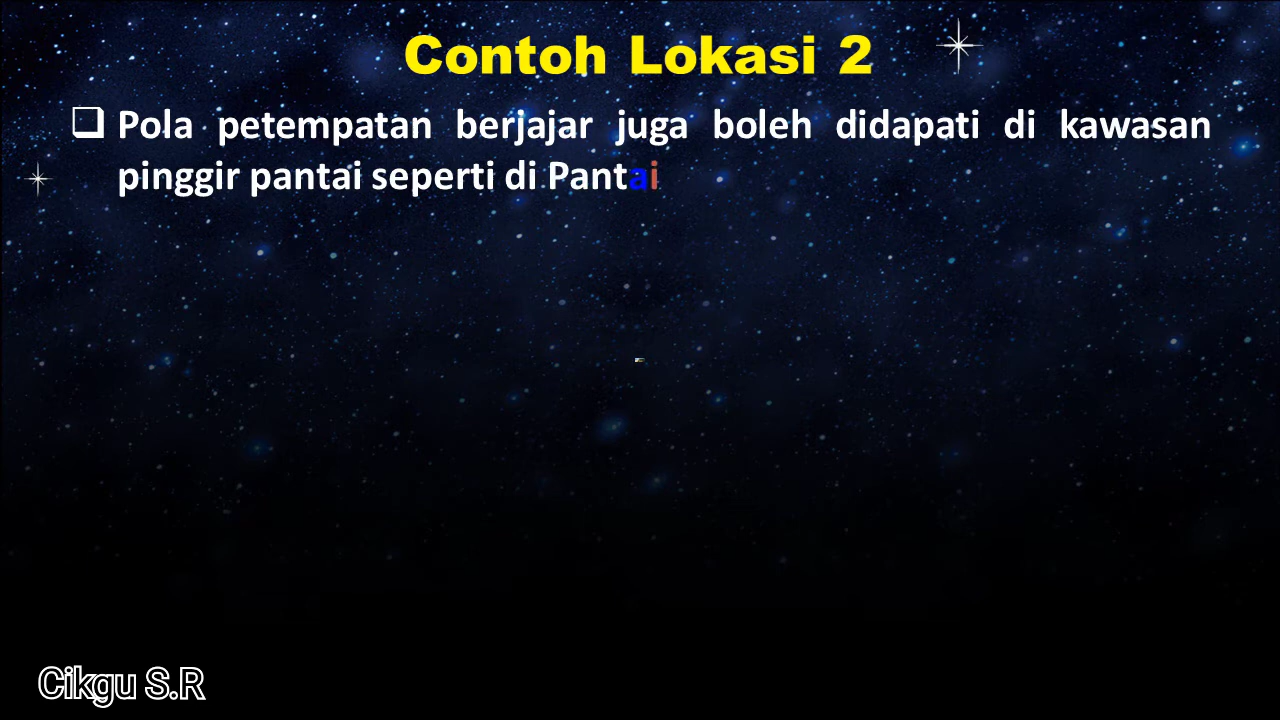 Contoh Lokasi 2
Pola petempatan berjajar juga boleh didapati di kawasan
pinggir pantai seperti di Pantai
Cikgu S.R